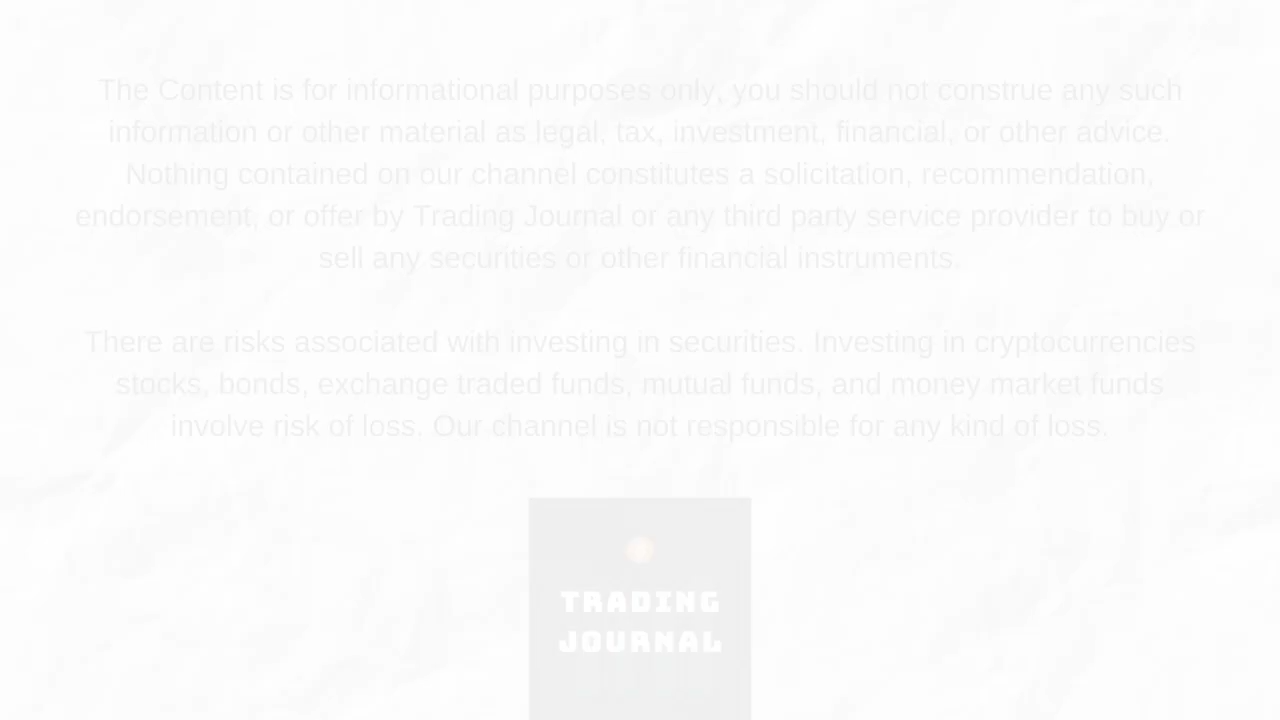 The Content is for informational purposes only, you should not construe any such
information or other material as legal, tax, investment, financial, or other advice.
Nothing contained on our channel constitutes a solicitation, recommendation,
endorsement, or offer by Trading Journal or any third party service provider to buy or
sell any securities or other financial instruments.
There are risks associated with investing in securities. Investing in cryptocurrencies
stocks, bonds, exchange traded funds, mutual funds, and money market funds
involve risk of loss. Our channel is not responsible for any kind of loss.
TRADING
JOURNAL